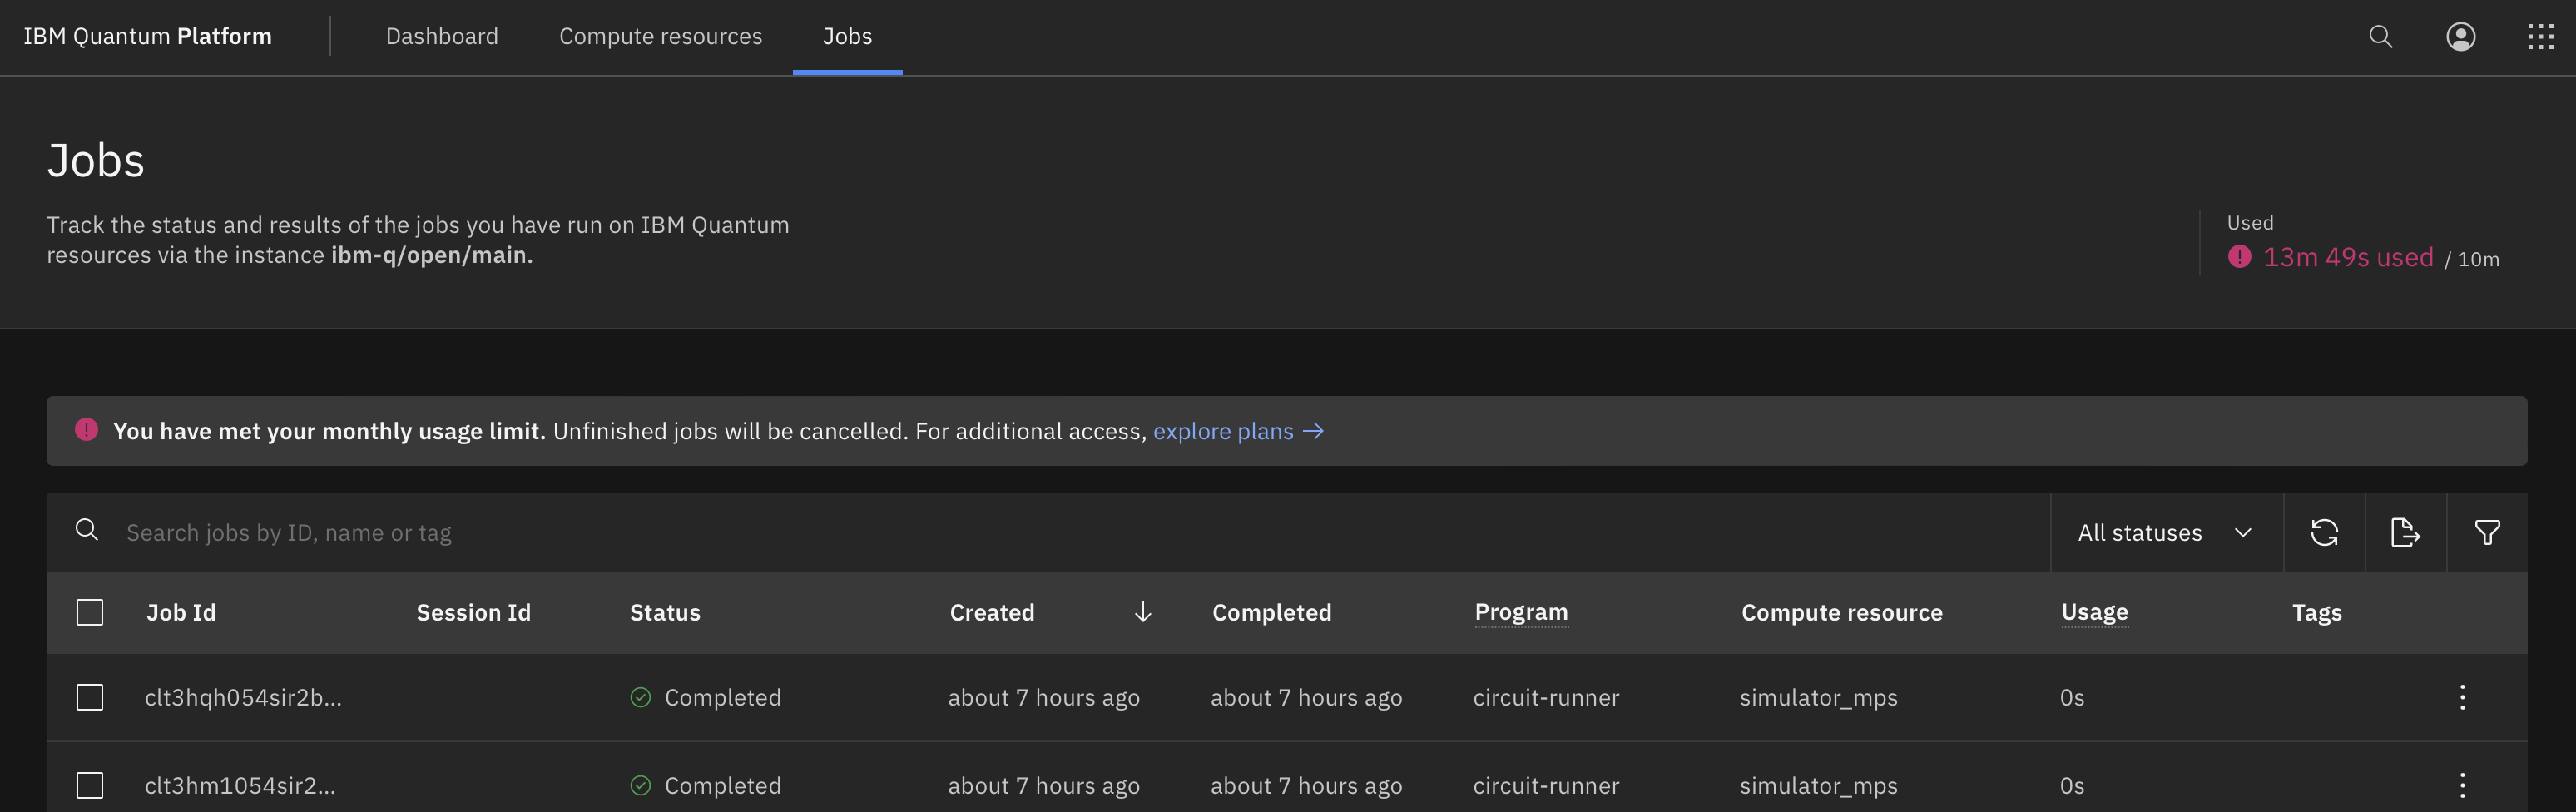 IBM Quantum Platform Dashboard Compute resources Jobs
Jobs
Track the status and results of the jobs you have run on IBM Quantum
resources via the instance ibm-q/open/main.
Used
13m 49s used / 10m
You have met your monthly usage limit. Unfinished jobs will be cancelled. For additional access, explore plans →
Search jobs by ID, name or tag All statuses
Job Id Session Id Status Created ↓ Completed Program Compute resource Usage Tags
clt3hqh054sir2b... Completed about 7 hours ago about 7 hours ago circuit-runner simulator_mps 0s
clt3hm1054sir2... Completed about 7 hours ago about 7 hours ago circuit-runner simulator_mps 0s